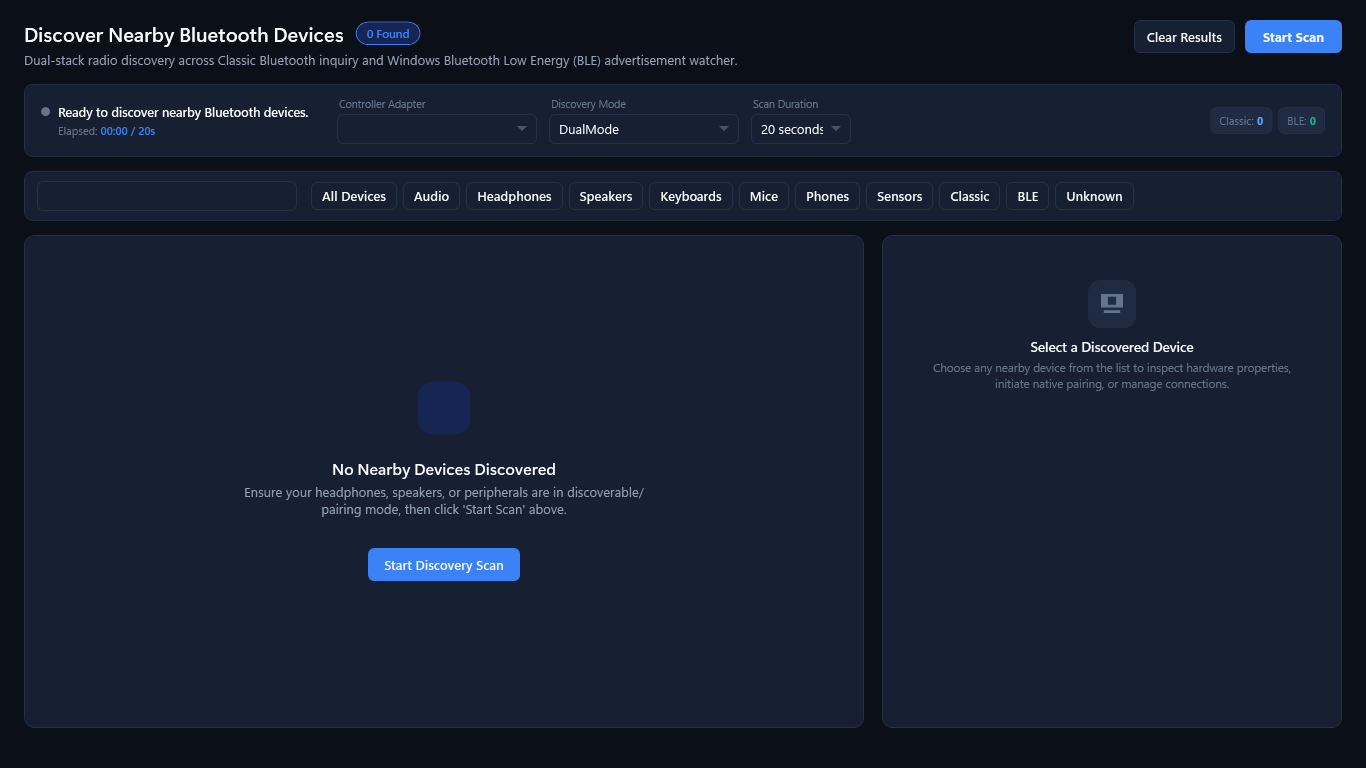 Discover Nearby Bluetooth Devices
0 Found
Dual-stack radio discovery across Classic Bluetooth inquiry and Windows Bluetooth Low Energy (BLE) advertisement watcher.
Clear Results
Start Scan
Ready to discover nearby Bluetooth devices.
Elapsed: 00:00 / 20s
Controller Adapter
Discovery Mode
DualMode
Scan Duration
20 seconds
Classic: 0
BLE: 0
All Devices
Audio
Headphones
Speakers
Keyboards
Mice
Phones
Sensors
Classic
BLE
Unknown
No Nearby Devices Discovered
Ensure your headphones, speakers, or peripherals are in discoverable/
pairing mode, then click 'Start Scan' above.
Start Discovery Scan
Select a Discovered Device
Choose any nearby device from the list to inspect hardware properties,
initiate native pairing, or manage connections.